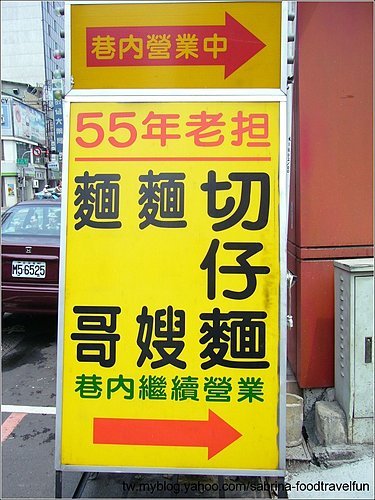 巷內營業中
55年老担
切仔麵
麵嫂
麵哥
巷內繼續營業
M5·6525
tw.myblog.yahoo.com/sabrina-foodtravelfun